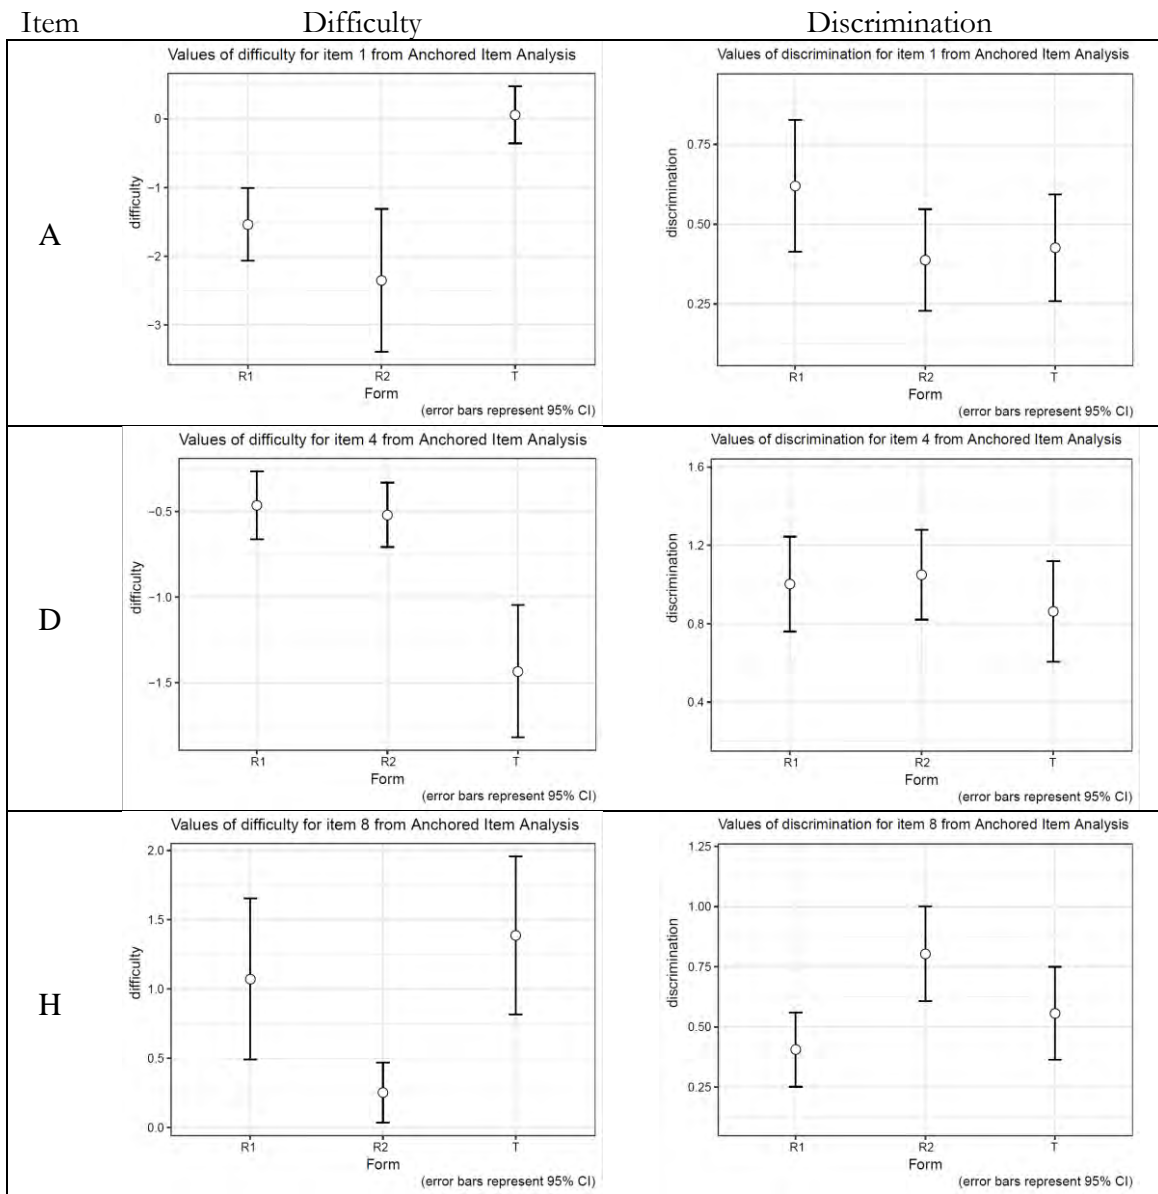 Item Difficulty Discrimination
A
Values of difficulty for item 1 from Anchored Item Analysis
difficulty
0
−1
−2
−3
R1 R2 T
Form
(error bars represent 95% CI)
Values of discrimination for item 1 from Anchored Item Analysis
discrimination
0.75
0.50
0.25
R1 R2 T
Form
(error bars represent 95% CI)
D
Values of difficulty for item 4 from Anchored Item Analysis
difficulty
−0.5
−1.0
−1.5
R1 R2 T
Form
(error bars represent 95% CI)
Values of discrimination for item 4 from Anchored Item Analysis
discrimination
1.6
1.2
0.8
0.4
R1 R2 T
Form
(error bars represent 95% CI)
H
Values of difficulty for item 8 from Anchored Item Analysis
difficulty
2.0
1.5
1.0
0.5
0.0
R1 R2 T
Form
(error bars represent 95% CI)
Values of discrimination for item 8 from Anchored Item Analysis
discrimination
1.25
1.00
0.75
0.50
0.25
R1 R2 T
Form
(error bars represent 95% CI)